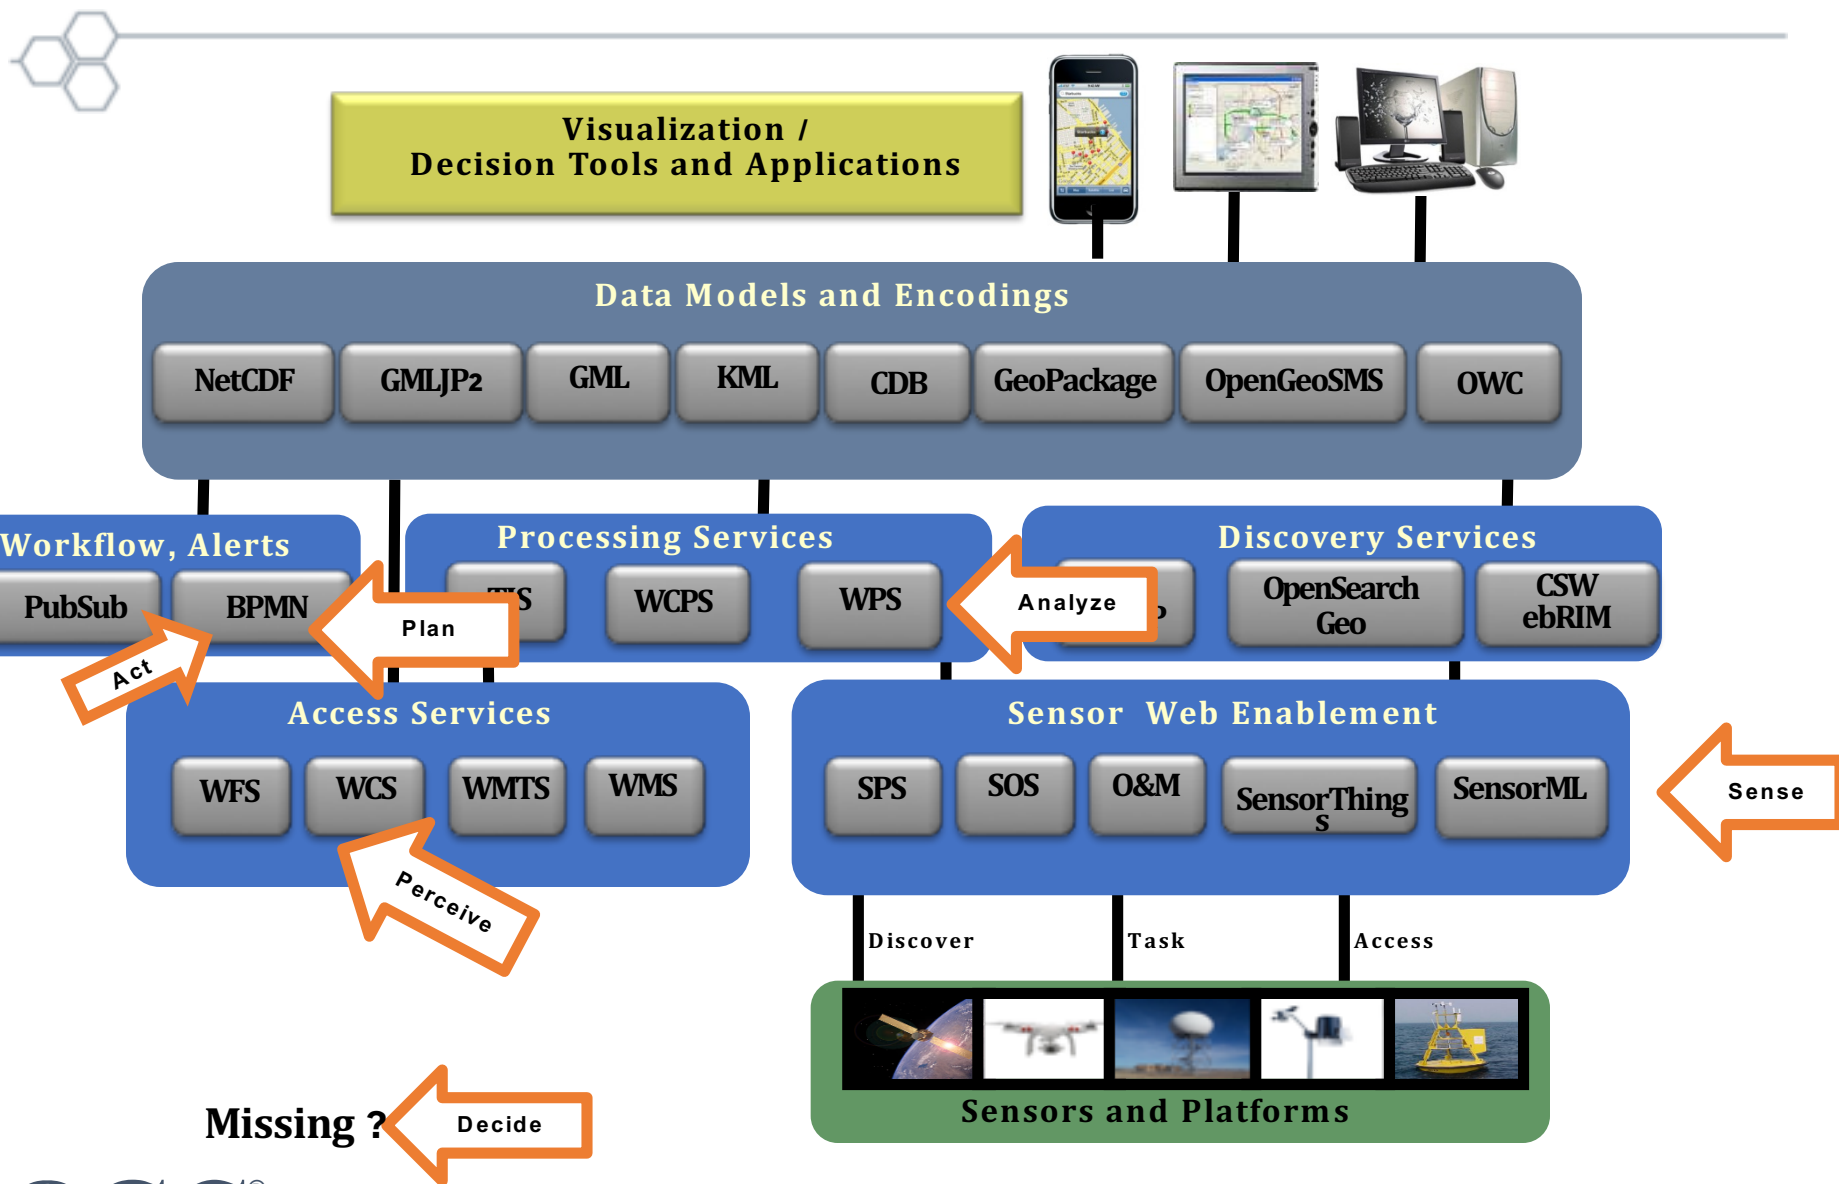 Visualization /
Decision Tools and Applications
Data Models and Encodings
NetCDF
GMLJP2
GML
KML
CDB
GeoPackage
OpenGeoSMS
OWC
Workflow, Alerts
PubSub
BPMN
Processing Services
TJS
WCPS
WPS
Discovery Services
OpenSearch
Geo
CSW
ebRIM
Act
Plan
Analyze
Access Services
WFS
WCS
WMTS
WMS
Perceive
Sensor Web Enablement
SPS
SOS
O&M
SensorThing
s
SensorML
Sense
Discover
Task
Access
Sensors and Platforms
Missing ?
Decide